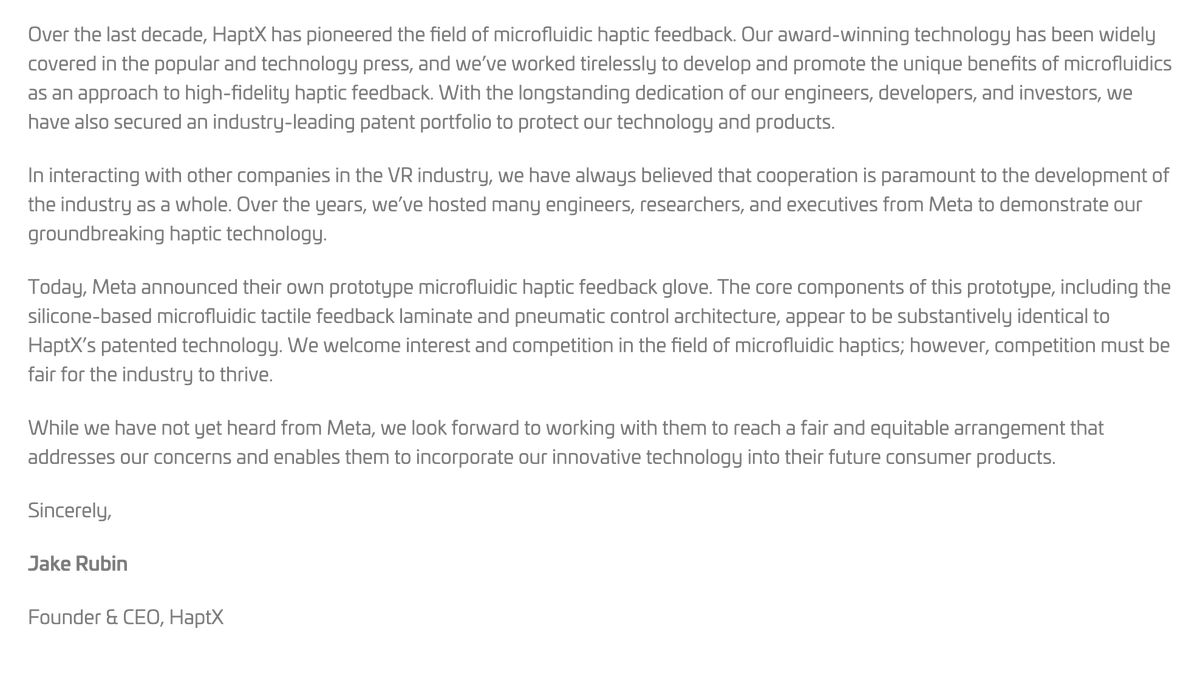 Over the last decade, HaptX has pioneered the field of microfluidic haptic feedback. Our award-winning technology has been widely
covered in the popular and technology press, and we’ve worked tirelessly to develop and promote the unique benefits of microfluidics
as an approach to high-fidelity haptic feedback. With the longstanding dedication of our engineers, developers, and investors, we
have also secured an industry-leading patent portfolio to protect our technology and products.
In interacting with other companies in the VR industry, we have always believed that cooperation is paramount to the development of
the industry as a whole. Over the years, we’ve hosted many engineers, researchers, and executives from Meta to demonstrate our
groundbreaking haptic technology.
Today, Meta announced their own prototype microfluidic haptic feedback glove. The core components of this prototype, including the
silicone-based microfluidic tactile feedback laminate and pneumatic control architecture, appear to be substantively identical to
HaptX’s patented technology. We welcome interest and competition in the field of microfluidic haptics; however, competition must be
fair for the industry to thrive.
While we have not yet heard from Meta, we look forward to working with them to reach a fair and equitable arrangement that
addresses our concerns and enables them to incorporate our innovative technology into their future consumer products.
Sincerely,
Jake Rubin
Founder & CEO, HaptX